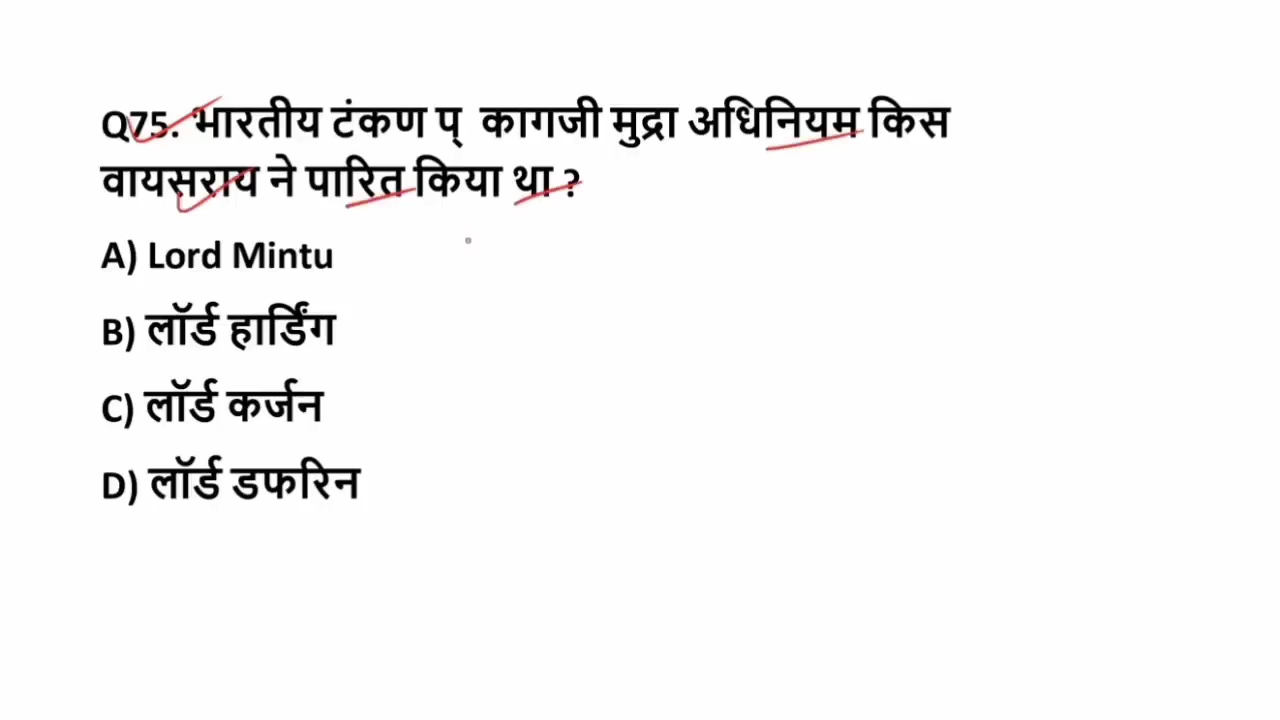 Q75. भारतीय टंकण प् कागजी मुद्रा अधिनियम किस
वायसराय ने पारित किया था ?
A) Lord Mintu
B) लॉर्ड हार्डिंग
C) लॉर्ड कर्जन
D) लॉर्ड डफरिन